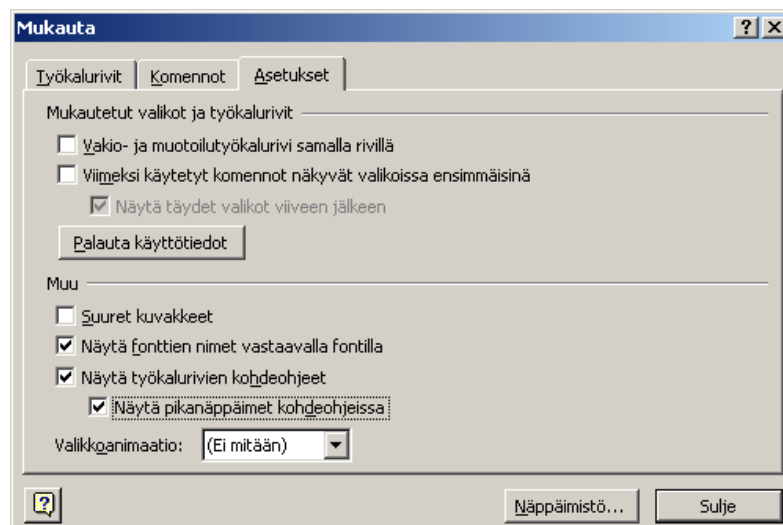 Mukauta
Työkalurivit Komennot Asetukset
Mukautetut valikot ja työkalurivit
Vakio- ja muotoilutyökalurivi samalla rivillä
Viimeksi käytetyt komennot näkyvät valikoissa ensimmäisinä
Näytä täydet valikot viiveen jälkeen
Palauta käyttötiedot
Muu
Suuret kuvakkeet
Näytä fonttien nimet vastaavalla fontilla
Näytä työkalurivien kohdeohjeet
Näytä pikanäppäimet kohdeohjeissa
Valikkoanimaatio: (Ei mitään)
Näppäimistö... Sulje